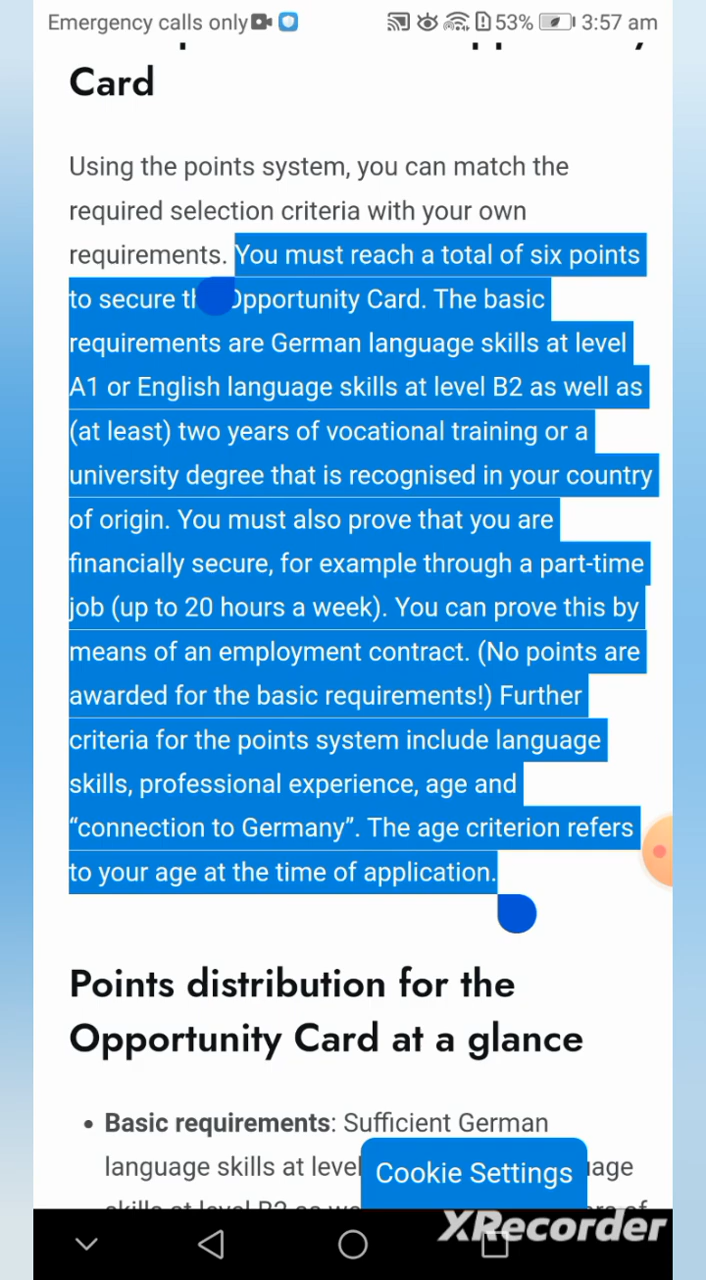 Emergency calls only 53% 3:57 am
Card
Using the points system, you can match the
required selection criteria with your own
requirements. You must reach a total of six points
to secure Opportunity Card. The basic
requirements are German language skills at level
A1 or English language skills at level B2 as well as
(at least) two years of vocational training or a
university degree that is recognised in your country
of origin. You must also prove that you are
financially secure, for example through a part-time
job (up to 20 hours a week). You can prove this by
means of an employment contract. (No points are
awarded for the basic requirements!) Further
criteria for the points system include language
skills, professional experience, age and
“connection to Germany”. The age criterion refers
to your age at the time of application.
Points distribution for the
Opportunity Card at a glance
• Basic requirements: Sufficient German
language skills at level
Cookie Settings
XRecorder